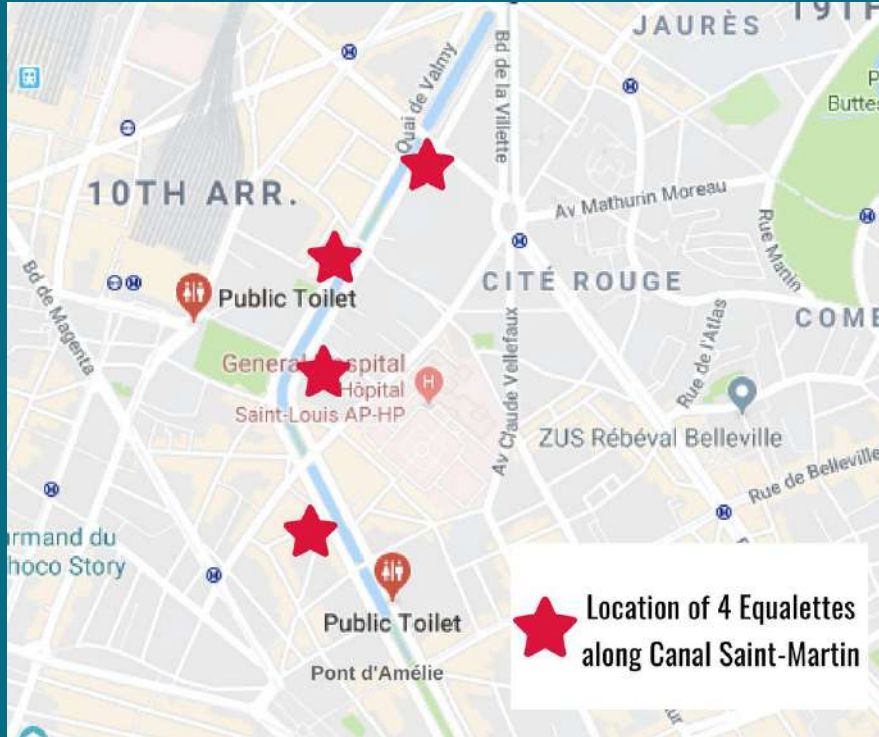 JAURÈS
19TH
Quai de Valmy
Bd de la Villette
Buttes
10TH ARR.
Av Mathurin Moreau
Rue Manin
Bd de Magenta
Public Toilet
CITÉ ROUGE
COMB
Rue de l'Atlas
General Hospital
Hôpital
Saint-Louis AP-HP
H
Av Claude Vellefaux
ZUS Rébéval Belleville
Rue de Belleville
urmand du
hoco Story
Public Toilet
Pont d'Amélie
Location of 4 Equalettes
along Canal Saint-Martin